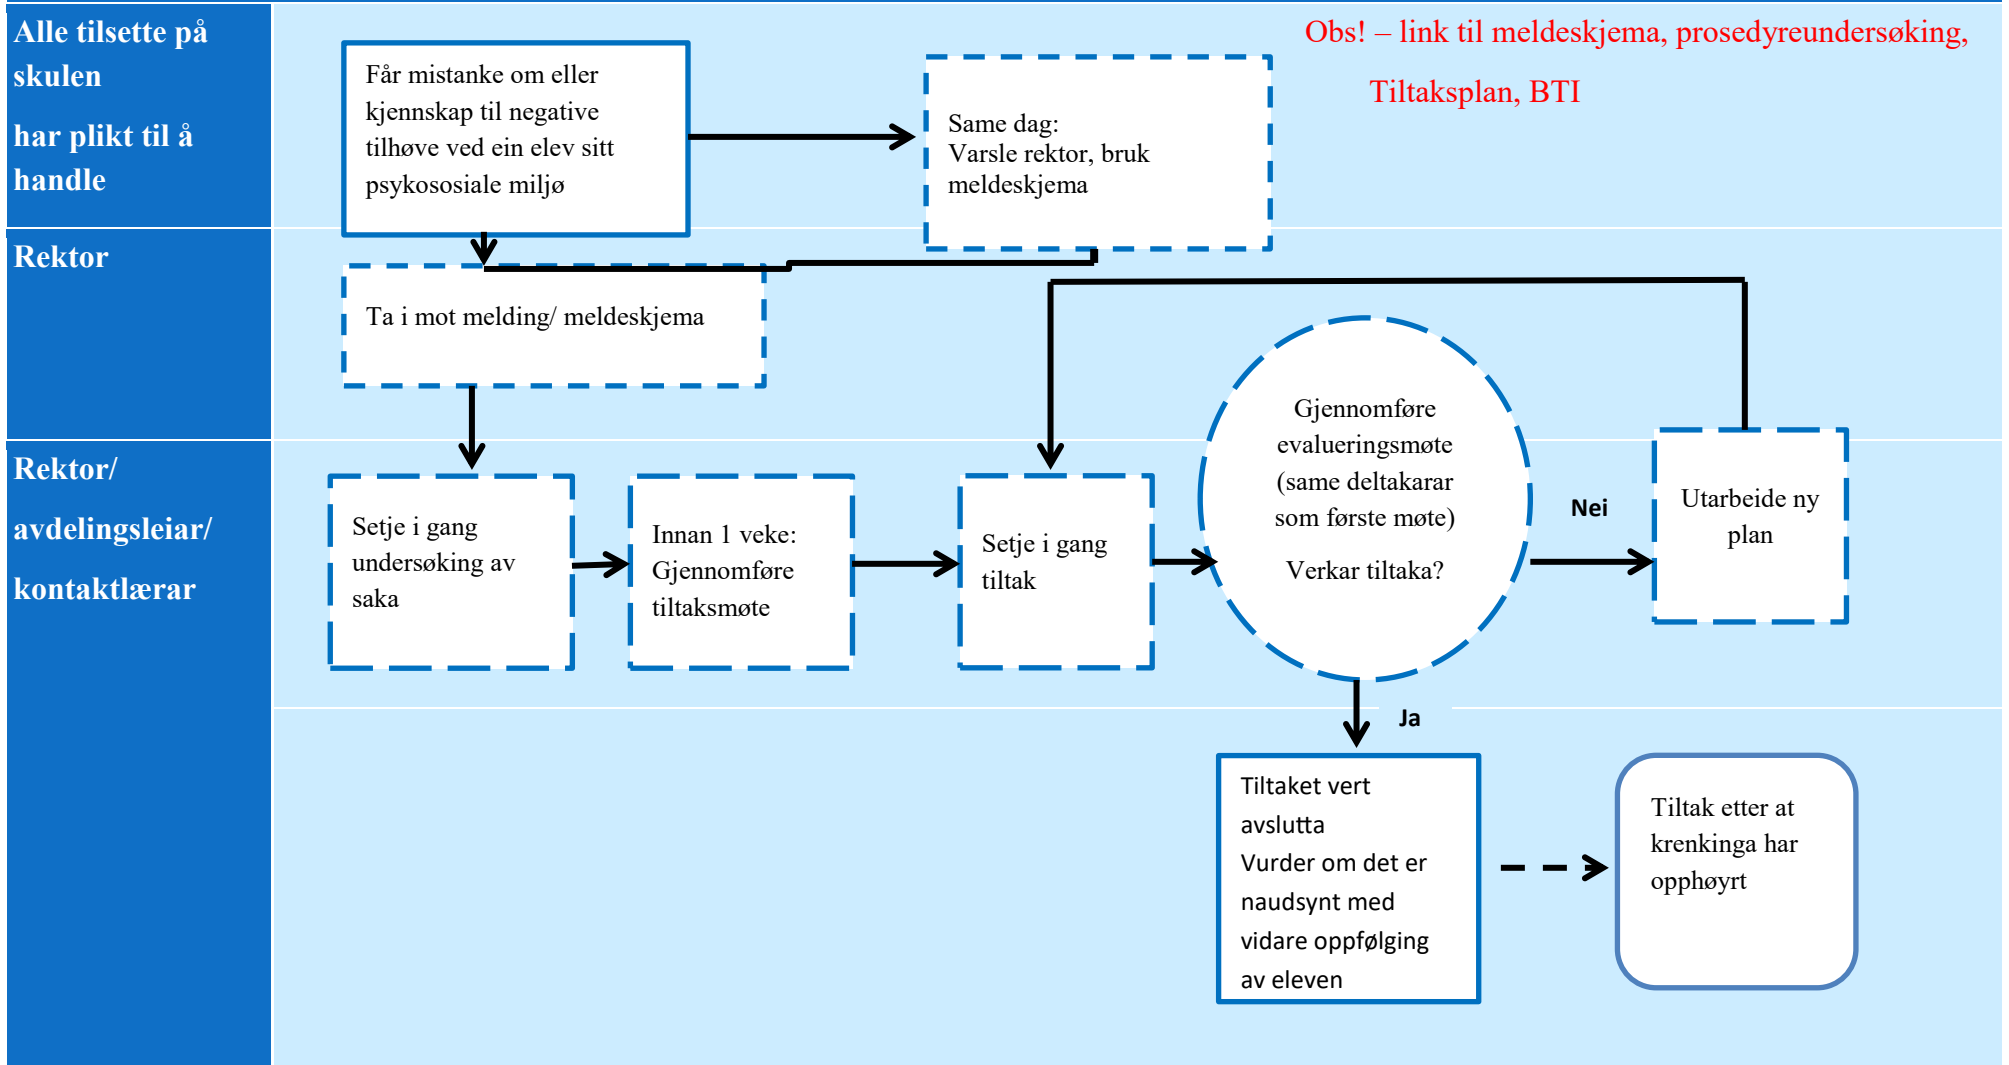 Alle tilsette på
skulen
har plikt til å
handle
Får mistanke om eller
kjennskap til negative
tilhøve ved ein elev sitt
psykososiale miljø
Same dag:
Varsle rektor, bruk
meldeskjema
Obs! – link til meldeskjema, prosedyreundersøking,
Tiltaksplan, BTI
Rektor
Ta i mot melding/ meldeskjema
Rektor/
avdelingsleiar/
kontaktlærar
Setje i gang
undersøking av
saka
Innan 1 veke:
Gjennomføre
tiltaksmøte
Setje i gang
tiltak
Gjennomføre
evalueringsmøte
(same deltakarar
som første møte)
Verkar tiltaka?
Nei
Utarbeide ny
plan
Ja
Tiltaket vert
avslutta
Vurder om det er
naudsynt med
vidare oppfølging
av eleven
Tiltak etter at
krenkinga har
opphøyrt